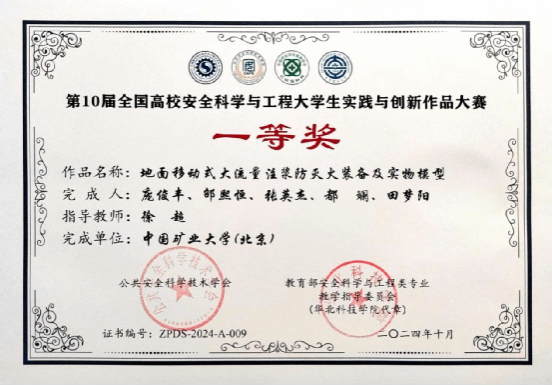 第10届全国高校安全科学与工程大学生实践与创新作品大赛
一等奖
作品名称：地面移动式大流量注浆防灭火装备及实物模型
完成人：庞俊丰、邹熙恒、张英杰、都斓、田梦阳
指导教师：徐超
完成单位：中国矿业大学(北京)
公共安全科学技术学会
教育部安全科学与工程类专业
教学指导委员会
(华北科技学院代章)
证书编号：ZPDS-2024-A-009
二〇二四年十月